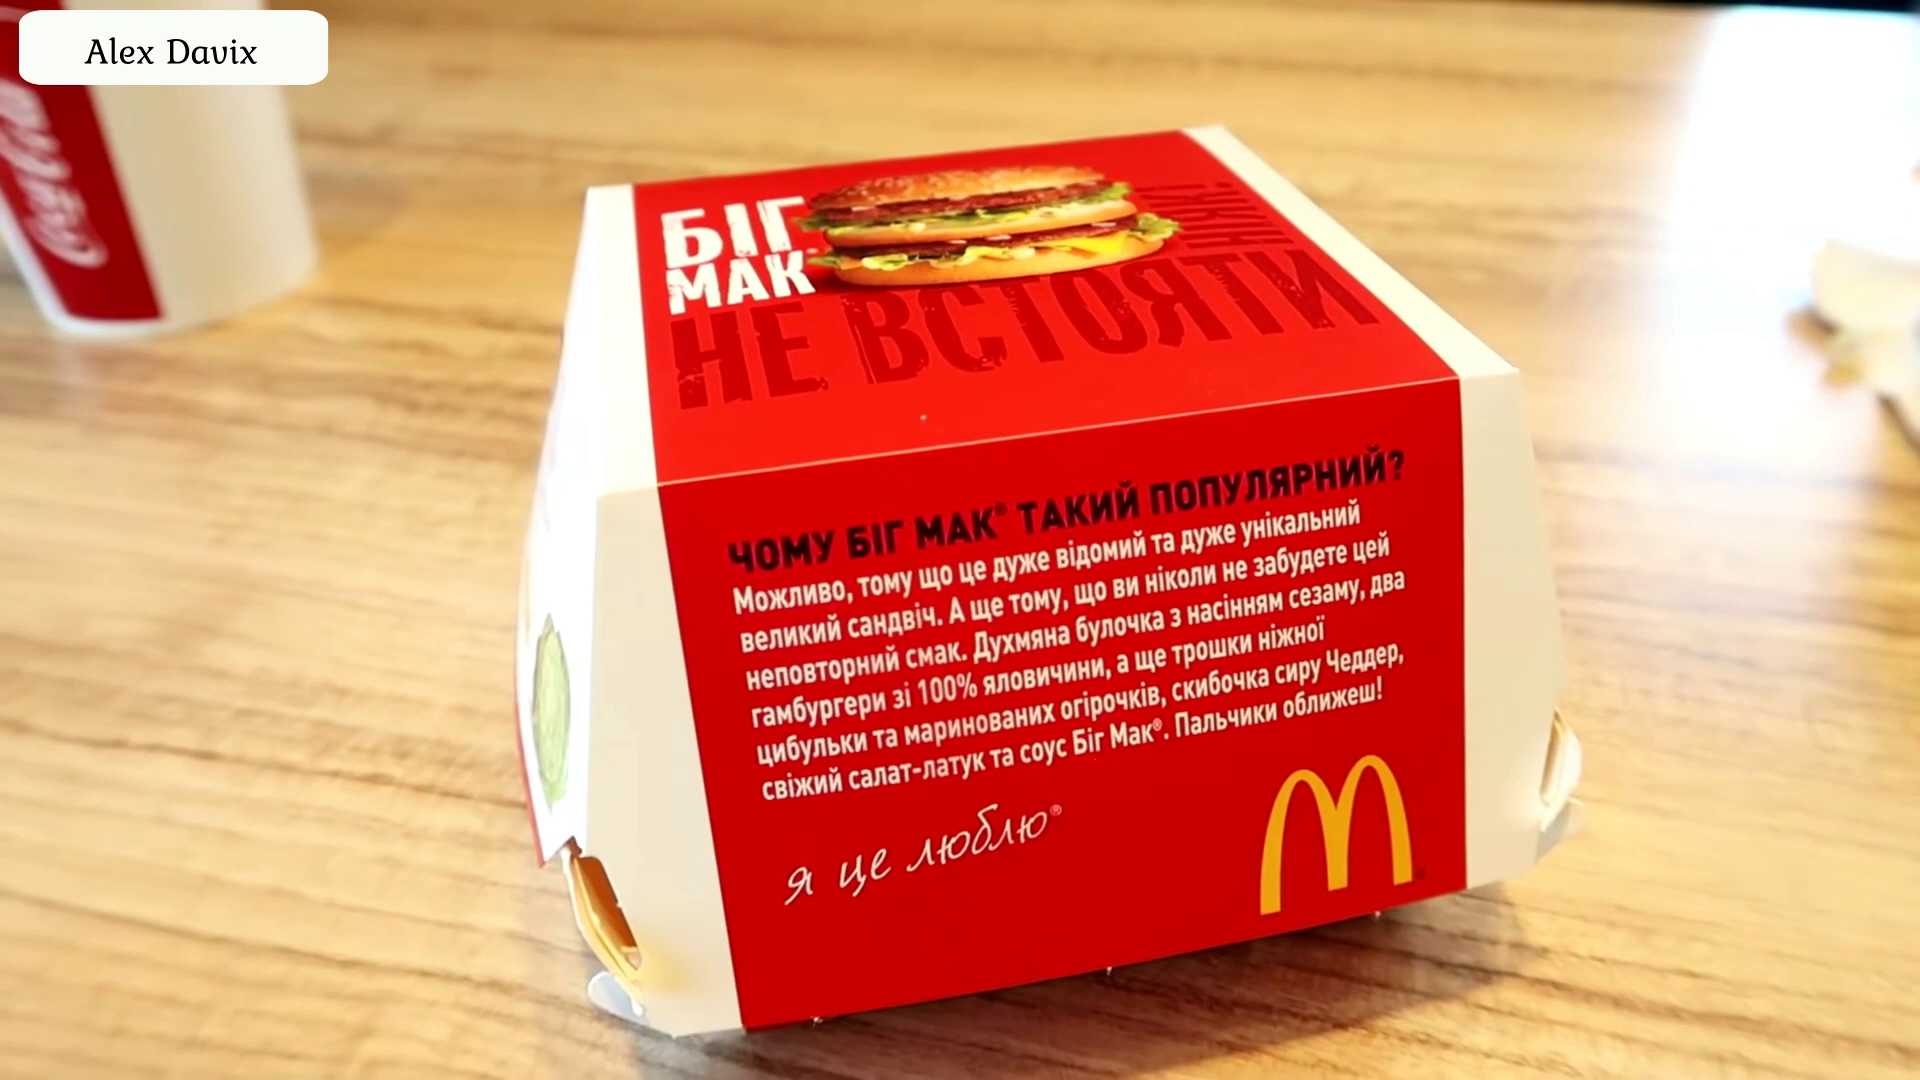 Alex Davix
Coca-Cola
БІГ
МАК
НЕ ВСТОЯТИ
ЧОМУ БІГ МАК® ТАКИЙ ПОПУЛЯРНИЙ?
Можливо, тому що це дуже відомий та дуже унікальний
великий сандвіч. А ще тому, що ви ніколи не забудете цей
неповторний смак. Духмяна булочка з насінням сезаму, два
гамбургери зі 100% яловичини, а ще трошки ніжної
цибульки та маринованих огірочків, скибочка сиру Чеддер,
свіжий салат-латук та соус Біг Мак®. Пальчики оближеш!
я це люблю®